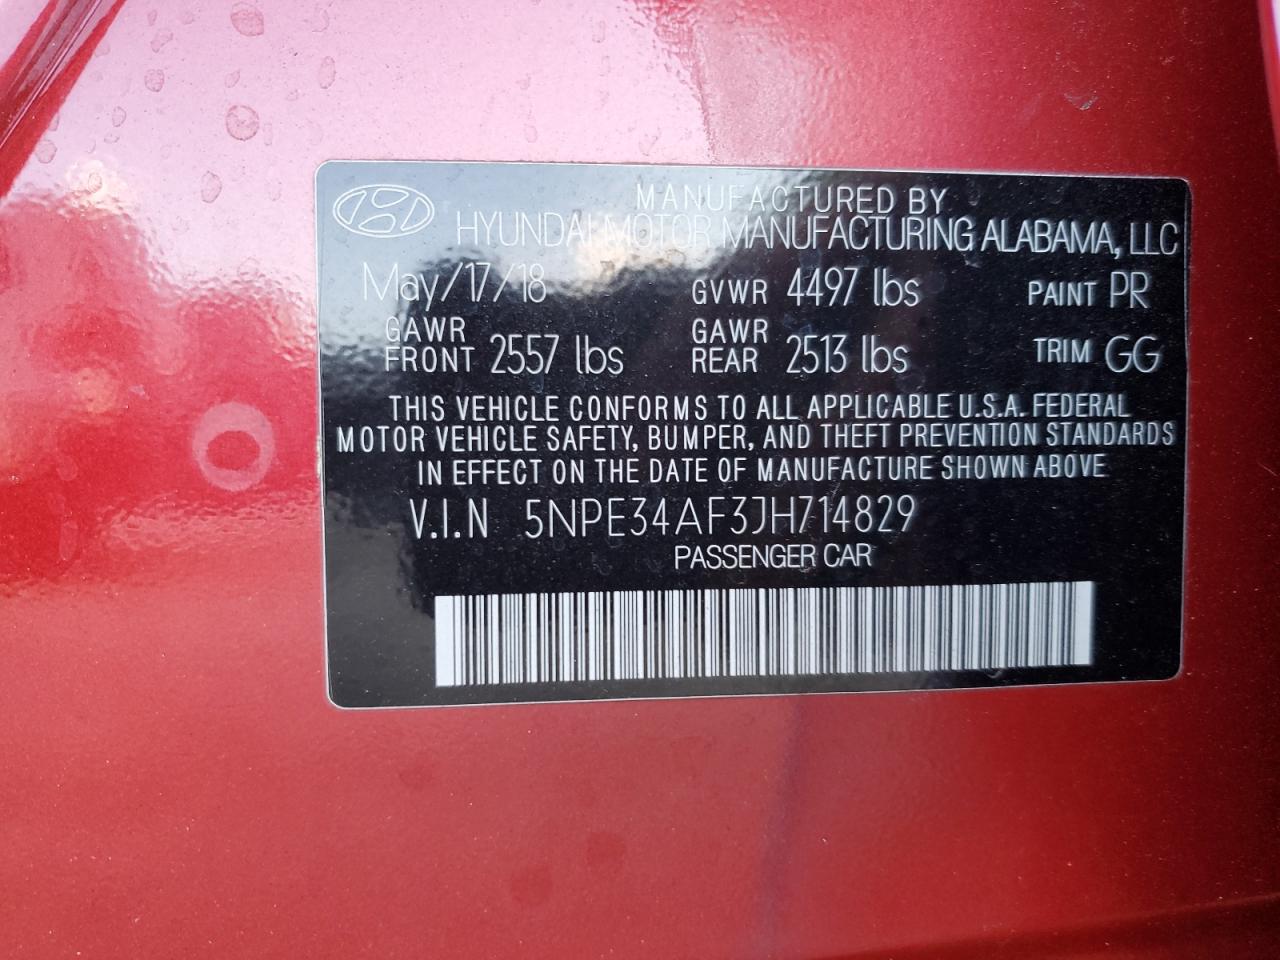 MANUFACTURED BY
HYUNDAI MOTOR MANUFACTURING ALABAMA, LLC
May/17/18 GVWR 4497 lbs PAINT PR
GAWR FRONT 2557 lbs GAWR REAR 2513 lbs TRIM GG
THIS VEHICLE CONFORMS TO ALL APPLICABLE U.S.A. FEDERAL
MOTOR VEHICLE SAFETY, BUMPER, AND THEFT PREVENTION STANDARDS
IN EFFECT ON THE DATE OF MANUFACTURE SHOWN ABOVE
V.I.N 5NPE34AF3JH714829
PASSENGER CAR